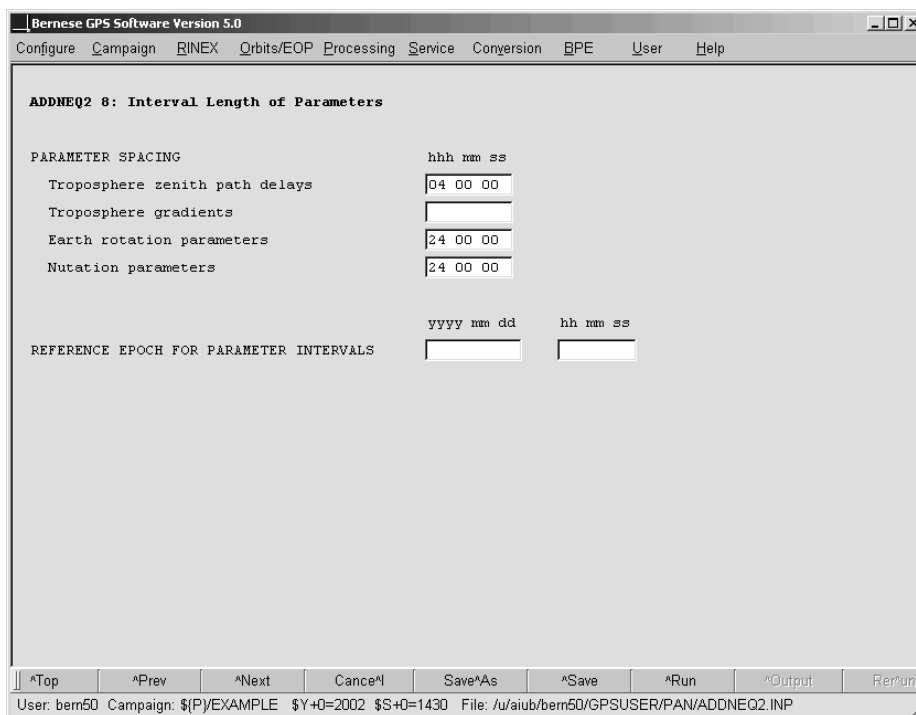 Bernese GPS Software Version 5.0
Configure Campaign RINEX Orbits/EOP Processing Service Conversion BPE User Help
ADDNEQ2 8: Interval Length of Parameters
PARAMETER SPACING hhh mm ss
Troposphere zenith path delays 04 00 00
Troposphere gradients
Earth rotation parameters 24 00 00
Nutation parameters 24 00 00
yyyy mm dd hh mm ss
REFERENCE EPOCH FOR PARAMETER INTERVALS
^Top ^Prev ^Next Cance^l Save^As ^Save ^Run ^Output Rer^un
User: bern50 Campaign: ${P}/EXAMPLE $Y+0=2002 $S+0=1430 File: /u/aiub/bern50/GPSUSER/PAN/ADDNEQ2.INP